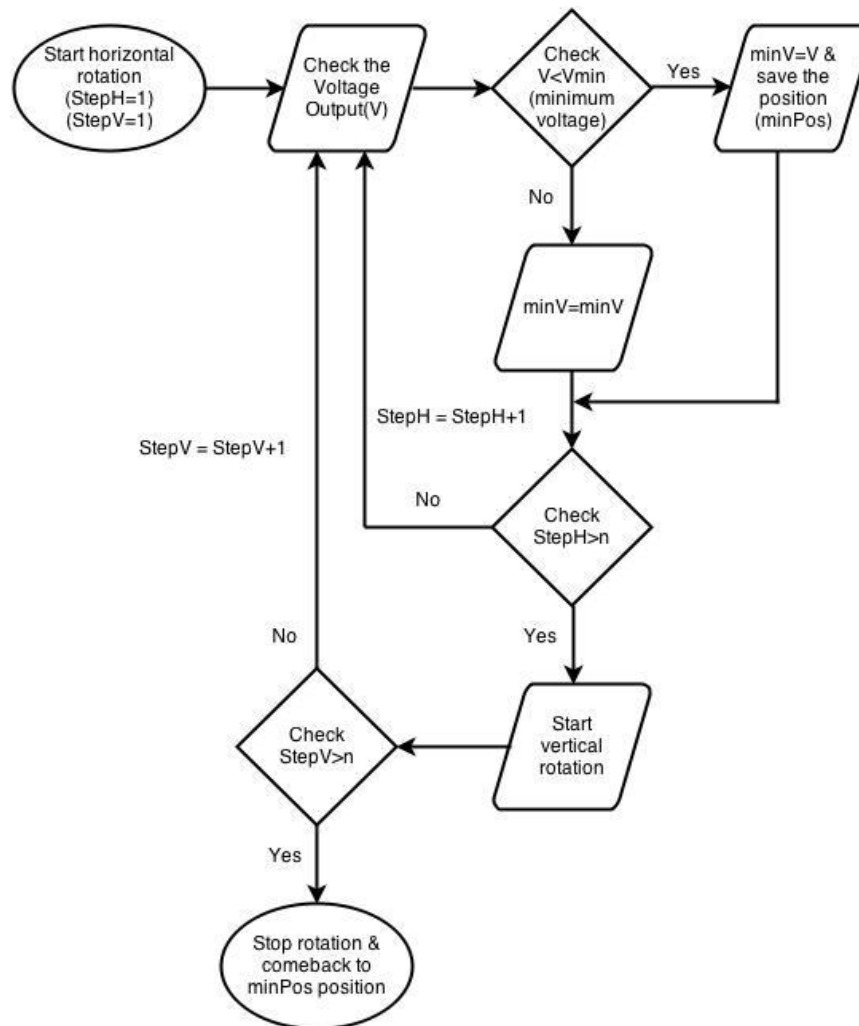 Start horizontal
rotation
(StepH=1)
(StepV=1)
Check the
Voltage
Output(V)
Check
V<Vmin
(minimum
voltage)
Yes
minV=V &
save the
position
(minPos)
No
minV=minV
StepH = StepH+1
StepV = StepV+1
No
Check
StepH>n
Yes
Start
vertical
rotation
No
Check
StepV>n
Yes
Stop rotation &
comeback to
minPos position